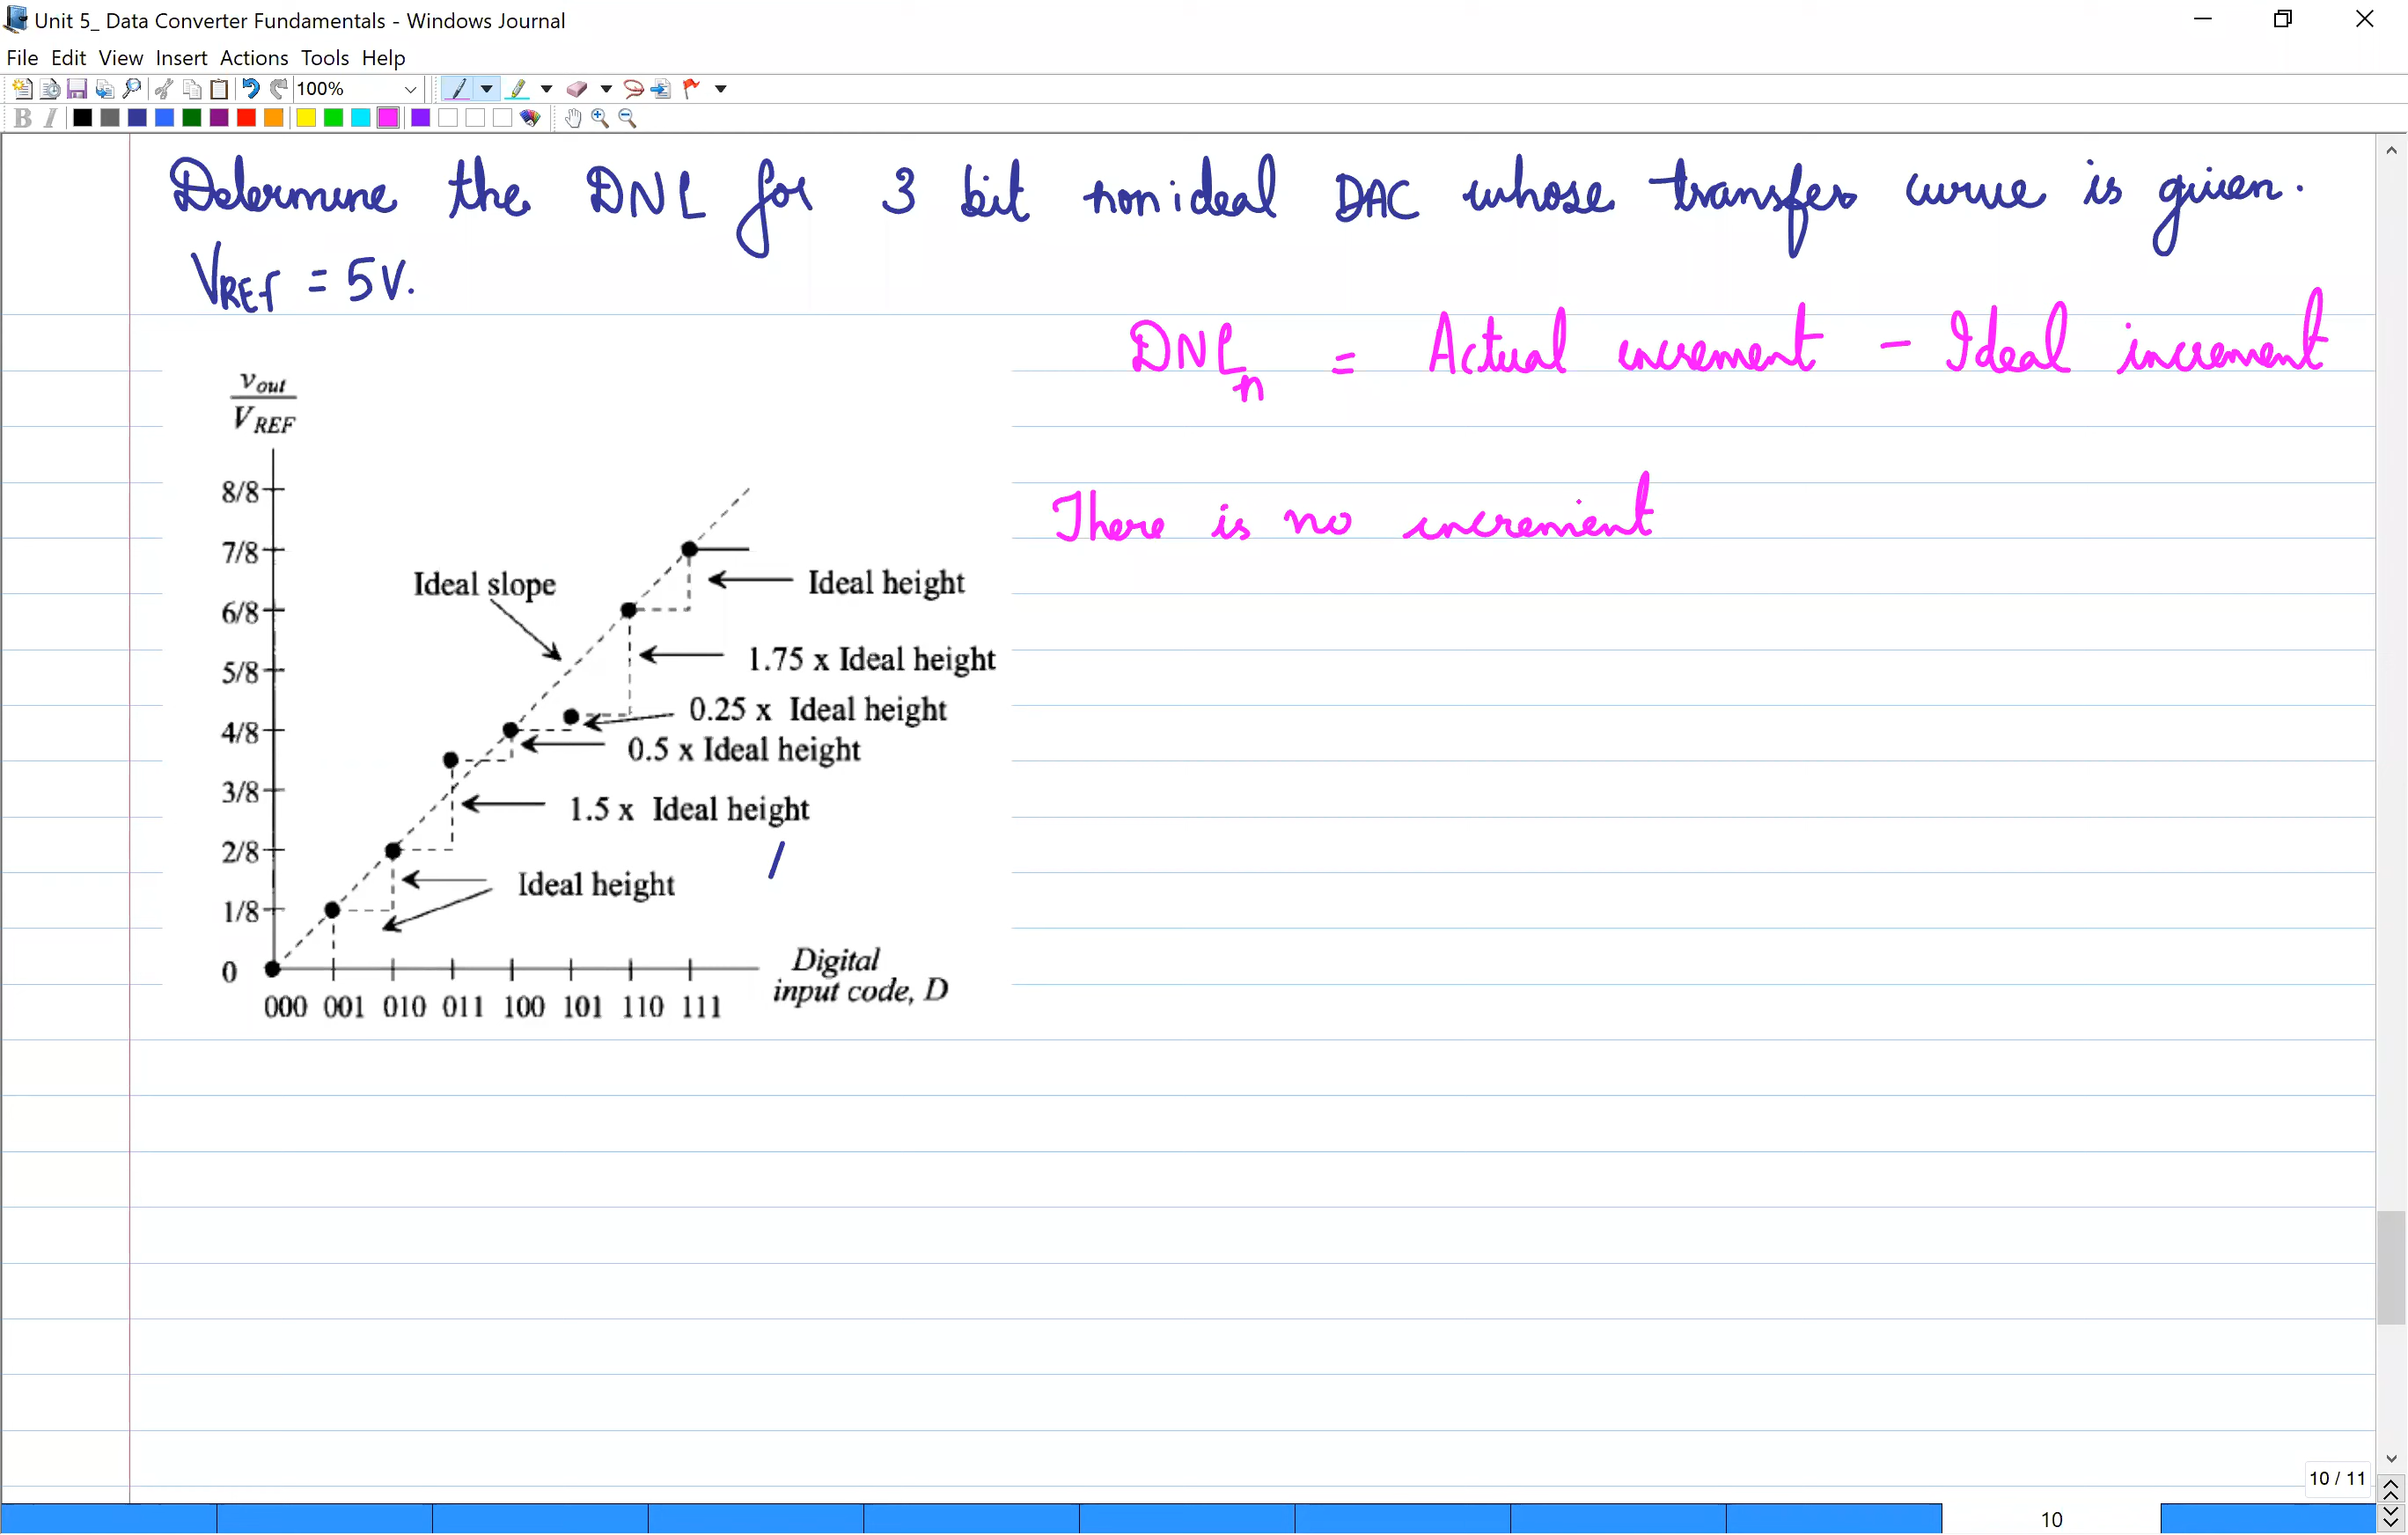 Unit 5_ Data Converter Fundamentals - Windows Journal
File Edit View Insert Actions Tools Help
100%
B I
Determine the DNL for 3 bit nonideal DAC whose transfer curve is given.
VREF = 5V.
DNLn = Actual increment - Ideal increment
There is no increment
vout
VREF
8/8
7/8
6/8
5/8
4/8
3/8
2/8
1/8
0
Ideal slope
Ideal height
1.75 x Ideal height
0.25 x Ideal height
0.5 x Ideal height
1.5 x Ideal height
Ideal height
000 001 010 011 100 101 110 111
Digital
input code, D
10 / 11
10